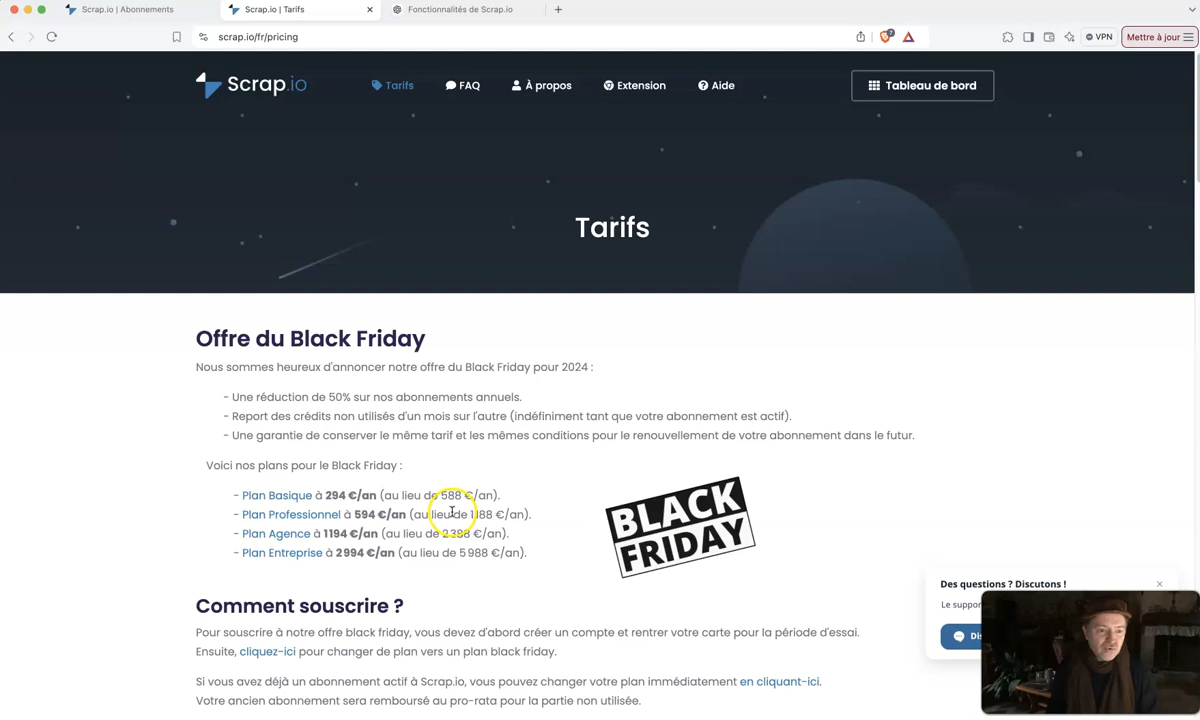 Scrap.io | Abonnements
Scrap.io | Tarifs
Fonctionnalités de Scrap.io
scrap.io/fr/pricing
7
VPN
Mettre à jour
Scrap.io
Tarifs
FAQ
À propos
Extension
Aide
Tableau de bord
Tarifs
Offre du Black Friday
Nous sommes heureux d'annoncer notre offre du Black Friday pour 2024 :
- Une réduction de 50% sur nos abonnements annuels.
- Report des crédits non utilisés d'un mois sur l'autre (indéfiniment tant que votre abonnement est actif).
- Une garantie de conserver le même tarif et les mêmes conditions pour le renouvellement de votre abonnement dans le futur.
Voici nos plans pour le Black Friday :
- Plan Basique à 294 €/an (au lieu de 588 €/an).
- Plan Professionnel à 594 €/an (au lieu de 1 188 €/an).
- Plan Agence à 1 194 €/an (au lieu de 2 388 €/an).
- Plan Entreprise à 2 994 €/an (au lieu de 5 988 €/an).
BLACK
FRIDAY
Comment souscrire ?
Pour souscrire à notre offre black friday, vous devez d'abord créer un compte et rentrer votre carte pour la période d'essai.
Ensuite, cliquez-ici pour changer de plan vers un plan black friday.
Si vous avez déjà un abonnement actif à Scrap.io, vous pouvez changer votre plan immédiatement en cliquant-ici.
Votre ancien abonnement sera remboursé au pro-rata pour la partie non utilisée.
Des questions ? Discutons !
Le suppor
Dis